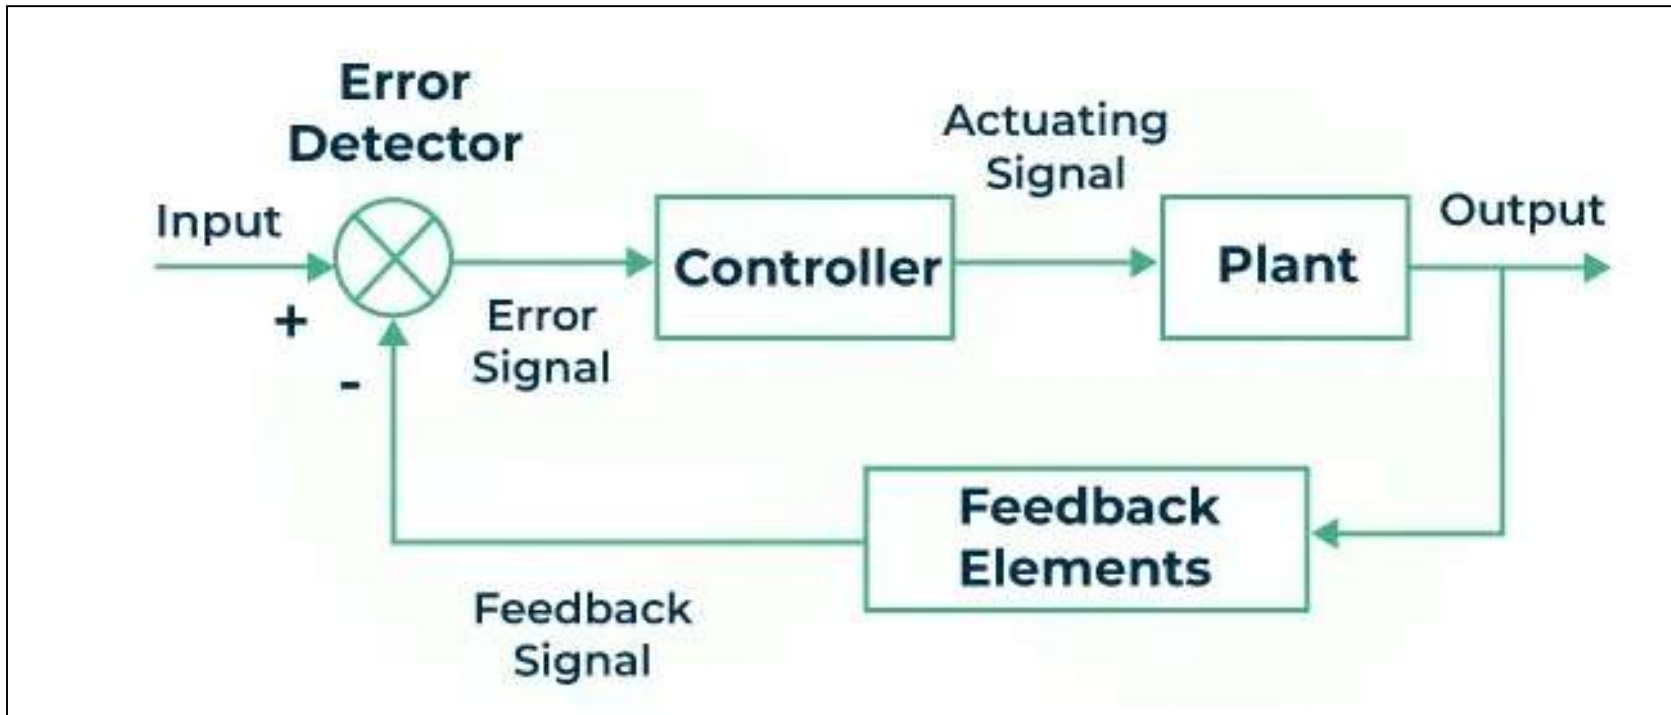 Error
Detector
Actuating
Signal
Input
Output
Controller
Plant
+
Error
Signal
-
Feedback
Elements
Feedback
Signal